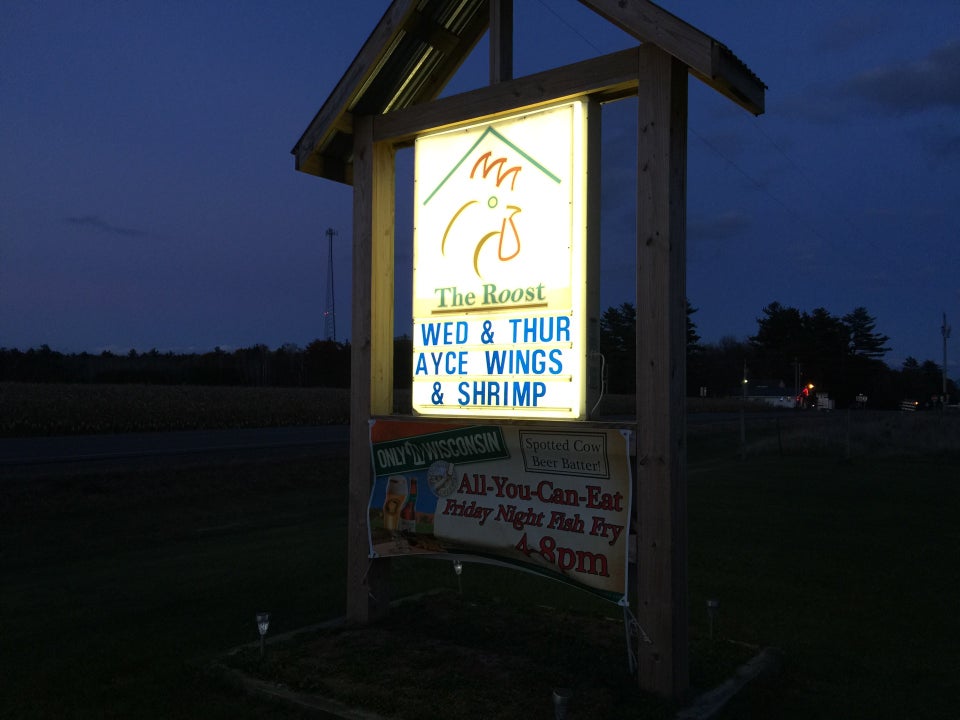 The Roost
WED & THUR
AYCE WINGS
& SHRIMP
ONLY IN WISCONSIN
Spotted Cow
Beer Batter!
All-You-Can-Eat
Friday Night Fish Fry
4-8pm